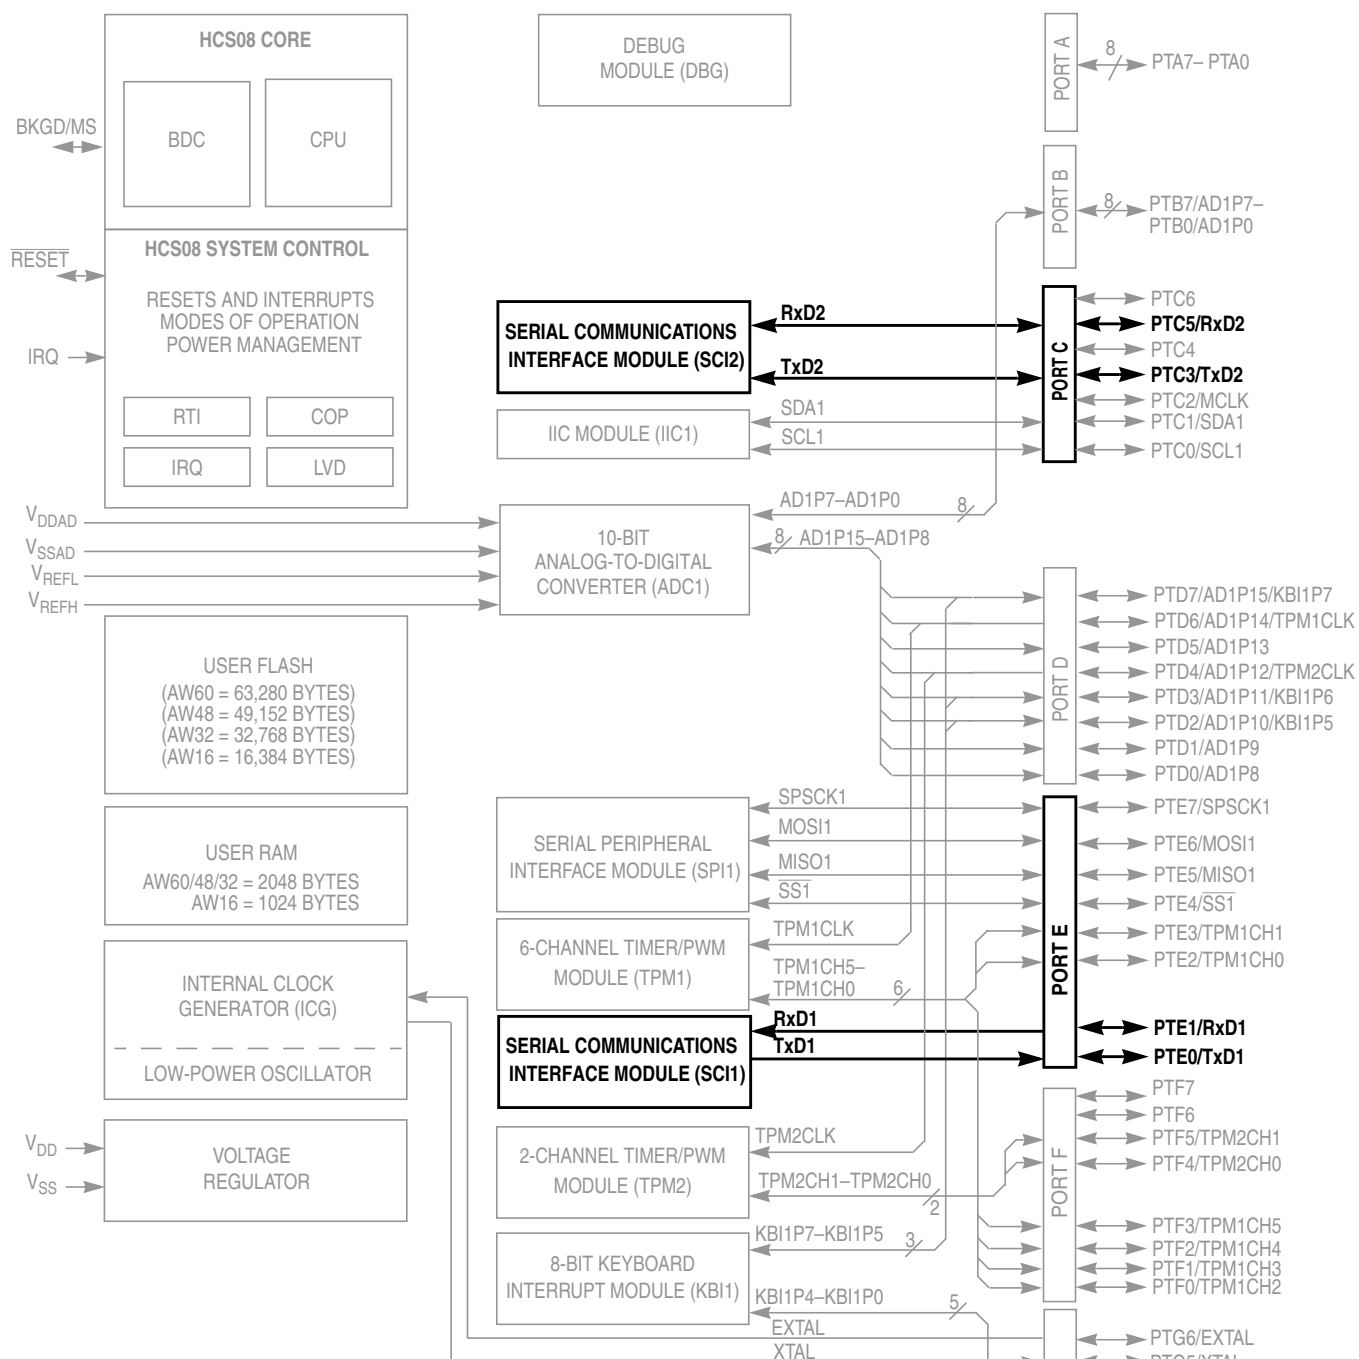 HCS08 CORE
BDC
CPU
BKGD/MS
HCS08 SYSTEM CONTROL
RESET
RESETS AND INTERRUPTS
MODES OF OPERATION
POWER MANAGEMENT
IRQ
RTI
COP
IRQ
LVD
VDDAD
VSSAD
VREFL
VREFH
USER FLASH
(AW60 = 63,280 BYTES)
(AW48 = 49,152 BYTES)
(AW32 = 32,768 BYTES)
(AW16 = 16,384 BYTES)
USER RAM
AW60/48/32 = 2048 BYTES
AW16 = 1024 BYTES
INTERNAL CLOCK
GENERATOR (ICG)
LOW-POWER OSCILLATOR
VDD
VSS
VOLTAGE
REGULATOR
DEBUG
MODULE (DBG)
SERIAL COMMUNICATIONS
INTERFACE MODULE (SCI2)
RxD2
TxD2
IIC MODULE (IIC1)
SDA1
SCL1
10-BIT
ANALOG-TO-DIGITAL
CONVERTER (ADC1)
AD1P7–AD1P0
8
8
AD1P15–AD1P8
SERIAL PERIPHERAL
INTERFACE MODULE (SPI1)
SPSCK1
MOSI1
MISO1
SS1
6-CHANNEL TIMER/PWM
MODULE (TPM1)
TPM1CLK
TPM1CH5–
TPM1CH0
6
SERIAL COMMUNICATIONS
INTERFACE MODULE (SCI1)
RxD1
TxD1
2-CHANNEL TIMER/PWM
MODULE (TPM2)
TPM2CLK
TPM2CH1–TPM2CH0
2
8-BIT KEYBOARD
INTERRUPT MODULE (KBI1)
KBI1P7–KBI1P5
3
KBI1P4–KBI1P0
5
EXTAL
XTAL
PORT A
8
PTA7– PTA0
PORT B
8
PTB7/AD1P7–
PTB0/AD1P0
PORT C
PTC6
PTC5/RxD2
PTC4
PTC3/TxD2
PTC2/MCLK
PTC1/SDA1
PTC0/SCL1
PORT D
PTD7/AD1P15/KBI1P7
PTD6/AD1P14/TPM1CLK
PTD5/AD1P13
PTD4/AD1P12/TPM2CLK
PTD3/AD1P11/KBI1P6
PTD2/AD1P10/KBI1P5
PTD1/AD1P9
PTD0/AD1P8
PORT E
PTE7/SPSCK1
PTE6/MOSI1
PTE5/MISO1
PTE4/SS1
PTE3/TPM1CH1
PTE2/TPM1CH0
PTE1/RxD1
PTE0/TxD1
PORT F
PTF7
PTF6
PTF5/TPM2CH1
PTF4/TPM2CH0
PTF3/TPM1CH5
PTF2/TPM1CH4
PTF1/TPM1CH3
PTF0/TPM1CH2
PTG6/EXTAL
PTG5/XTAL